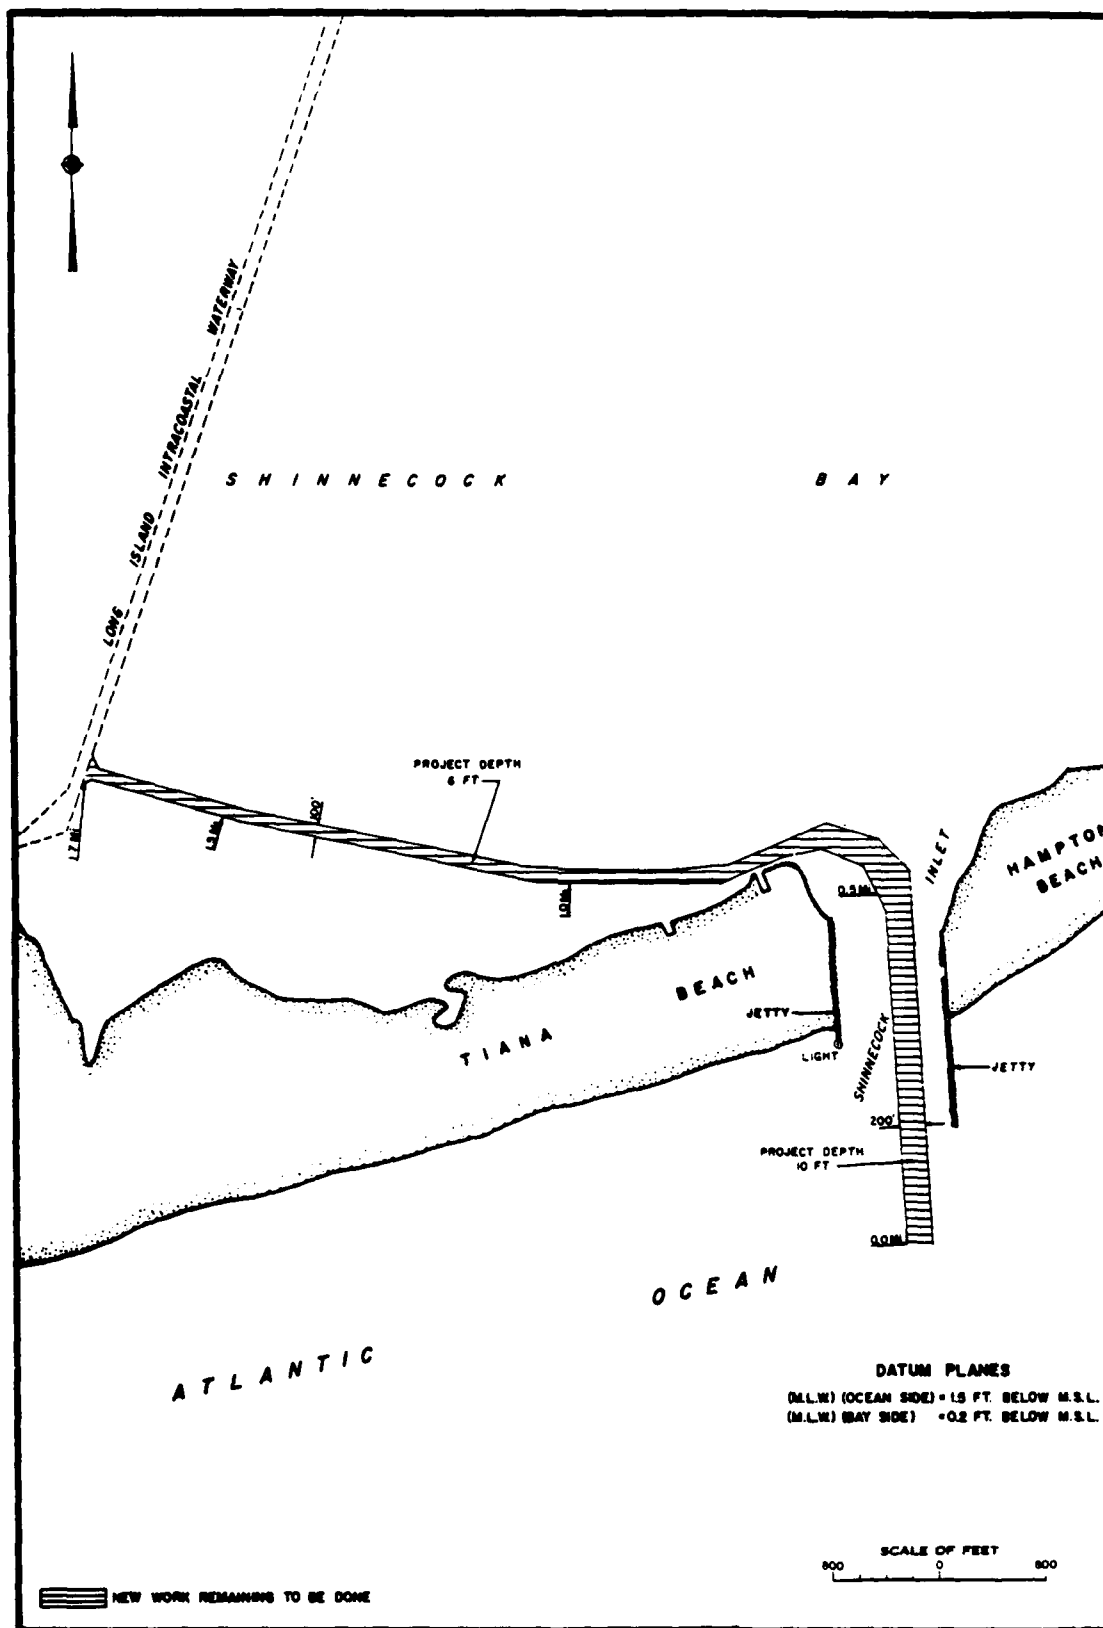 LONG ISLAND INTRACOASTAL WATERWAY
SHINNECOCK BAY
PROJECT DEPTH
6 FT
100'
1.7 Mi.
1.5 Mi.
1.0 Mi.
0.5 Mi.
INLET
HAMPTON
BEACH
TIANA BEACH
JETTY
LIGHT
SHINNECOCK
JETTY
200'
PROJECT DEPTH
10 FT
0.0 Mi.
ATLANTIC OCEAN
DATUM PLANES
(M.L.W.) (OCEAN SIDE) = 1.5 FT. BELOW M.S.L.
(M.L.W.) (BAY SIDE) = 0.2 FT. BELOW M.S.L.
SCALE OF FEET
800 0 800
NEW WORK REMAINING TO BE DONE